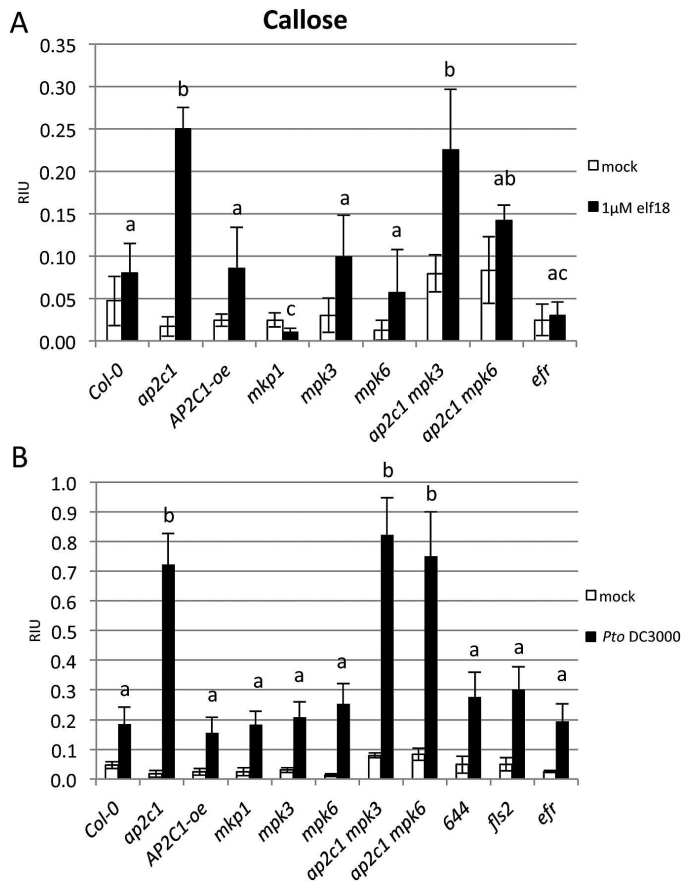 A
Callose
0.35
0.30
0.25
0.20
0.15
0.10
0.05
0.00
RIU
a
b
a
c
a
a
b
ab
ac
mock
1µM elf18
Col-0
ap2c1
AP2C1-oe
mkp1
mpk3
mpk6
ap2c1 mpk3
ap2c1 mpk6
efr
B
1.0
0.9
0.8
0.7
0.6
0.5
0.4
0.3
0.2
0.1
0.0
RIU
a
b
a
a
a
a
b
b
a
a
a
mock
Pto DC3000
Col-0
ap2c1
AP2C1-oe
mkp1
mpk3
mpk6
ap2c1 mpk3
ap2c1 mpk6
644
fls2
efr